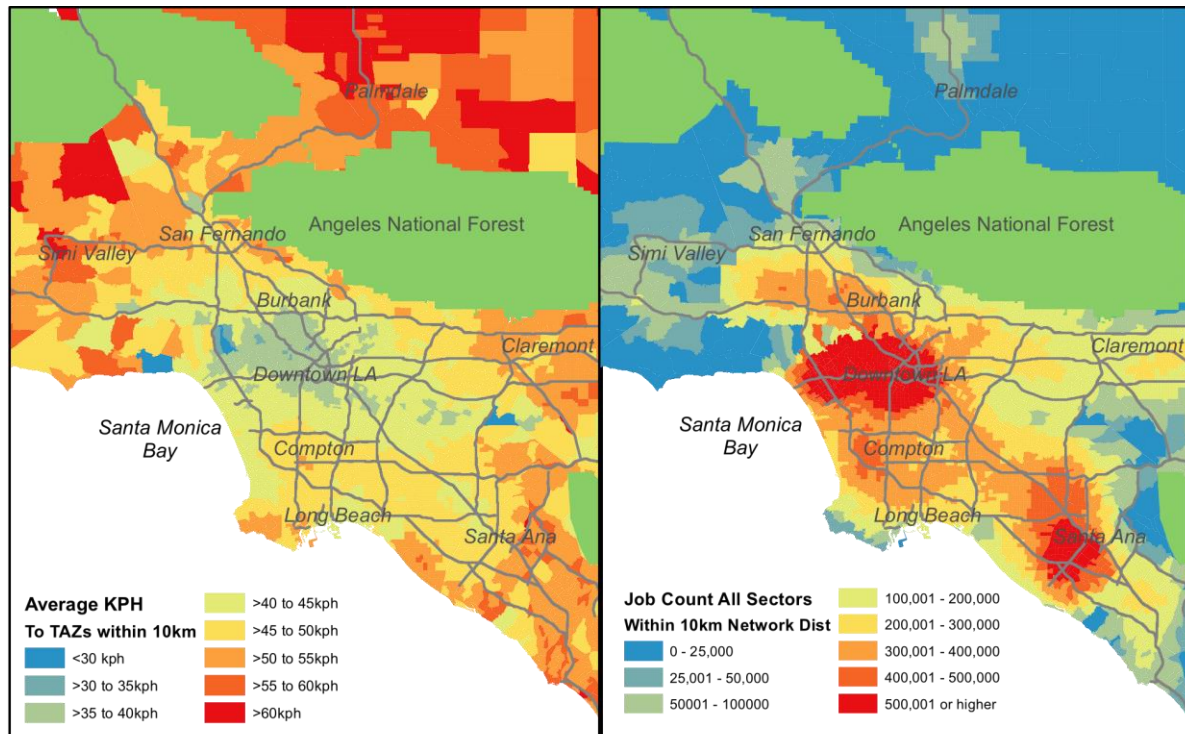 Palmdale
Angeles National Forest
San Fernando
Simi Valley
Burbank
Claremont
Downtown LA
Santa Monica
Bay
Compton
Long Beach
Santa Ana
Average KPH
To TAZs within 10km
<30 kph
>30 to 35kph
>35 to 40kph
>40 to 45kph
>45 to 50kph
>50 to 55kph
>55 to 60kph
>60kph
Palmdale
Angeles National Forest
San Fernando
Simi Valley
Burbank
Claremont
Downtown LA
Santa Monica
Bay
Compton
Long Beach
Santa Ana
Job Count All Sectors
Within 10km Network Dist
0 - 25,000
25,001 - 50,000
50001 - 100000
100,001 - 200,000
200,001 - 300,000
300,001 - 400,000
400,001 - 500,000
500,001 or higher